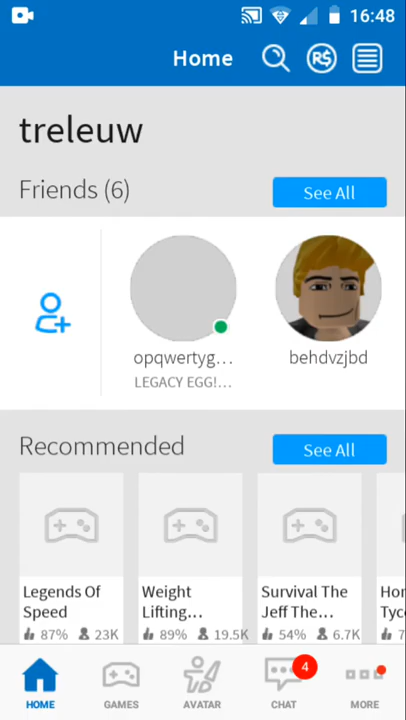 16:48
Home
R$
treleuw
Friends (6)
See All
opqwertyg...
LEGACY EGG!...
behdvzjbd
Recommended
See All
Legends Of
Speed
87% 23K
Weight
Lifting...
89% 19.5K
Survival The
Jeff The...
54% 6.7K
Hor
Tyc
7
4
HOME
GAMES
AVATAR
CHAT
MORE